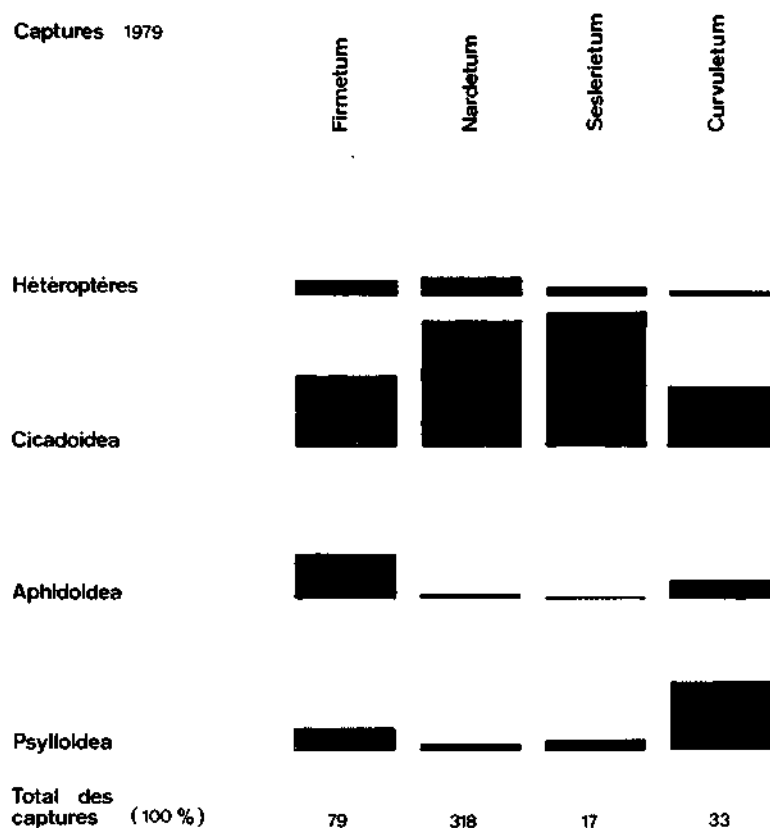 Captures 1979
Firmetum
Nardetum
Seslerietum
Curvuletum
Hétéroptères
Cicadoidea
Aphidoidea
Psylloidea
Total des
captures (100 %) 79 318 17 33